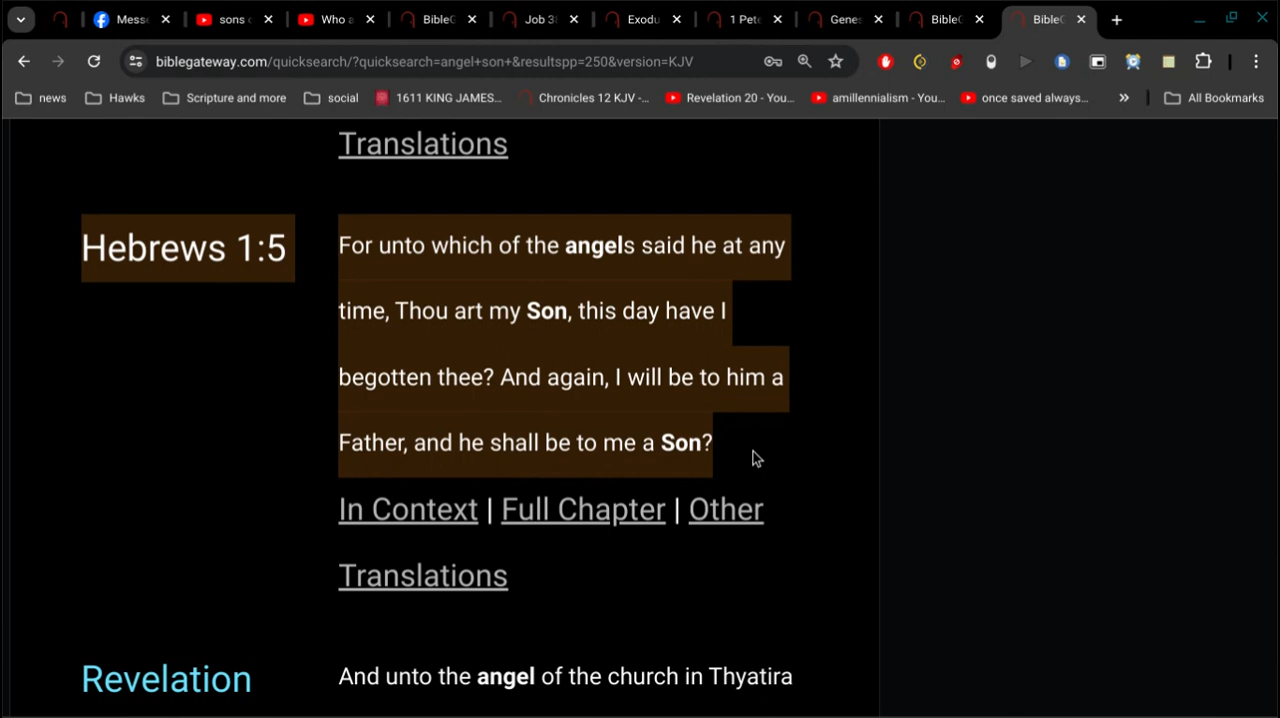 Messe
sons o
Who a
BibleG
Job 38
Exodu
1 Pete
Genes
BibleG
BibleG
biblegateway.com/quicksearch/?quicksearch=angel+son+&resultspp=250&version=KJV
news
Hawks
Scripture and more
social
1611 KING JAMES...
Chronicles 12 KJV -...
Revelation 20 - You...
amillennialism - You...
once saved always...
»
All Bookmarks
Translations
Hebrews 1:5
For unto which of the angels said he at any
time, Thou art my Son, this day have I
begotten thee? And again, I will be to him a
Father, and he shall be to me a Son?
In Context | Full Chapter | Other
Translations
Revelation
And unto the angel of the church in Thyatira